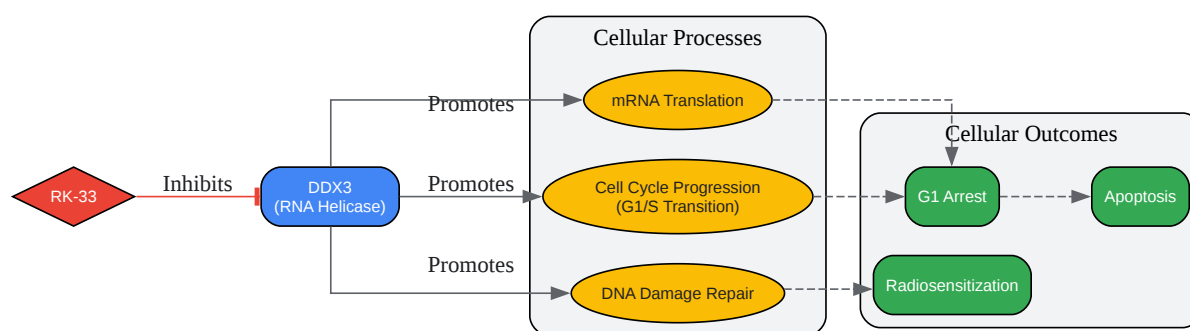 Cellular Processes
Promotes
mRNA Translation
Cellular Outcomes
RK-33
Inhibits
DDX3
(RNA Helicase)
Promotes
Cell Cycle Progression
(G1/S Transition)
G1 Arrest
Apoptosis
Promotes
DNA Damage Repair
Radiosensitization